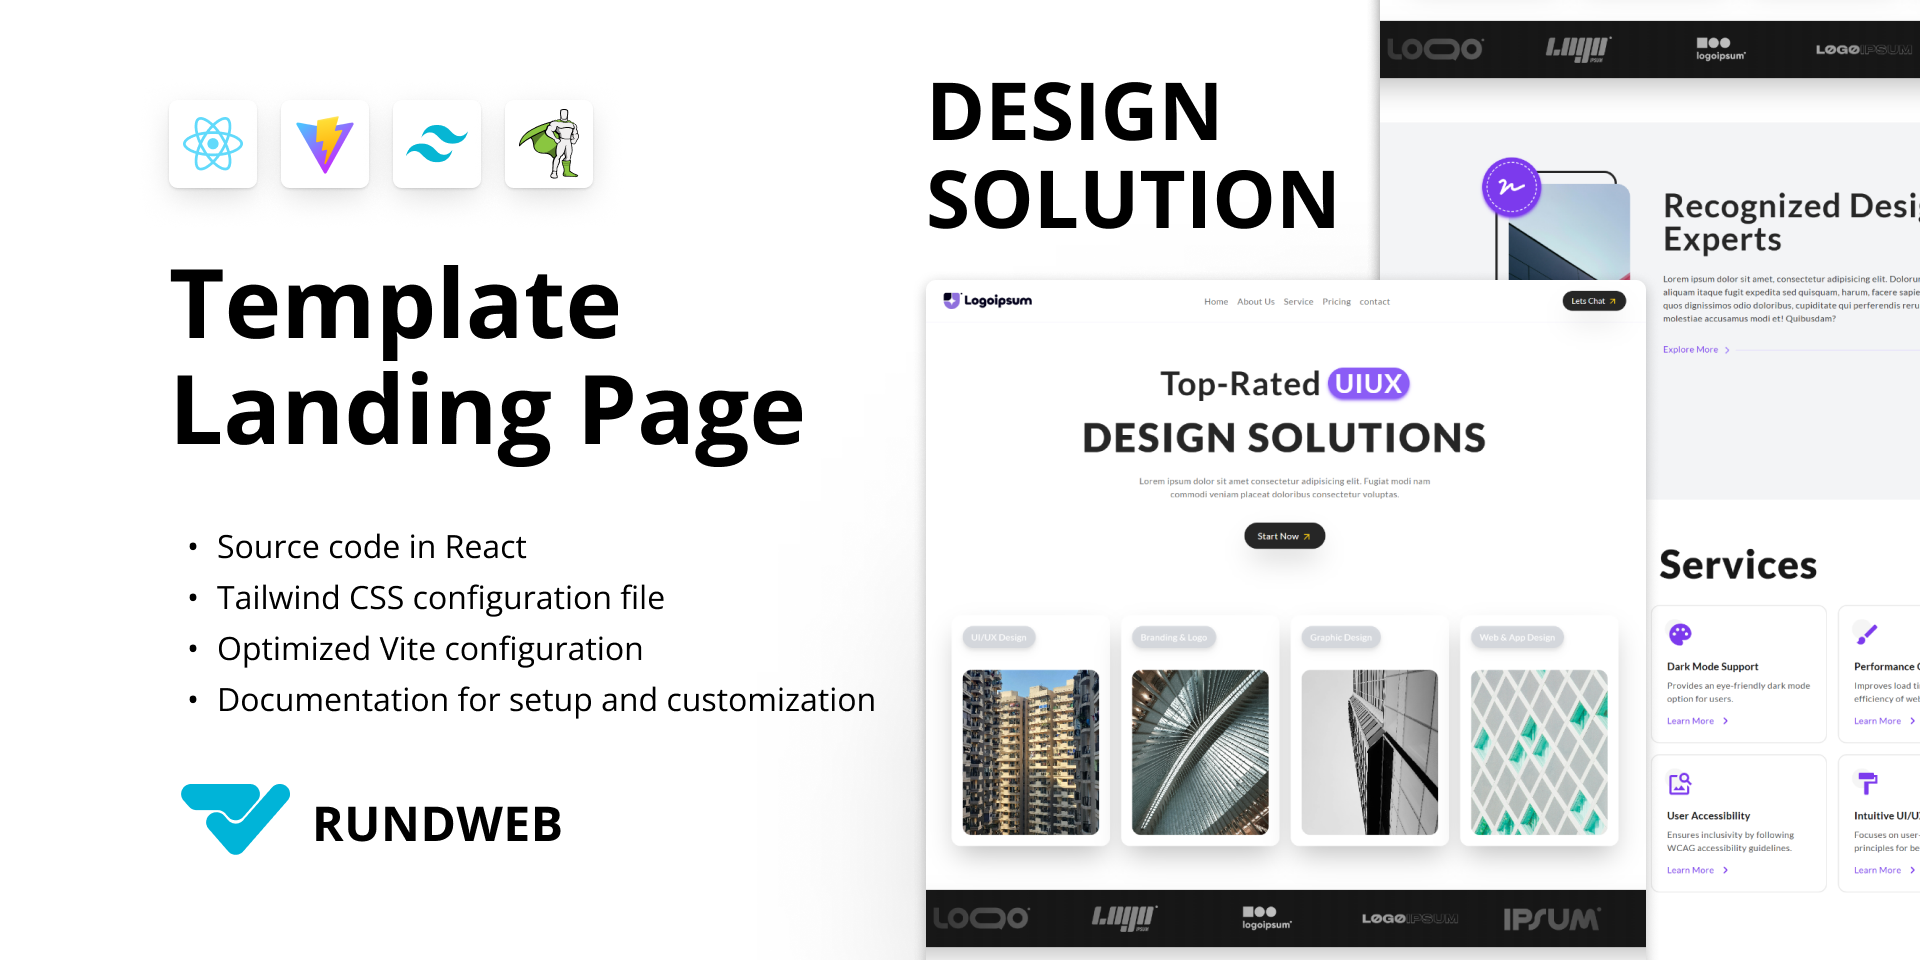 Template
Landing Page
• Source code in React
• Tailwind CSS configuration file
• Optimized Vite configuration
• Documentation for setup and customization
RUNDWEB
DESIGN
SOLUTION
Logoipsum
Home About Us Service Pricing contact
Lets Chat
Top-Rated UIUX
DESIGN SOLUTIONS
Lorem ipsum dolor sit amet consectetur adipisicing elit. Fugiat modi nam
commodi veniam placeat doloribus consectetur voluptas.
Start Now
UI/UX Design
Branding & Logo
Graphic Design
Web & App Design
logoipsum
LOGOIPSUM
IPSUM
logoipsum
LOGOIPSUM
Recognized Desi
Experts
Lorem ipsum dolor sit amet, consectetur adipisicing elit. Dolorum
aliquam itaque fugit expedita sed quisquam, harum, facere sapie
quos dignissimos odio doloribus, cupiditate qui perferendis reru
molestiae accusamus modi et! Quibusdam?
Explore More
Services
Dark Mode Support
Provides an eye-friendly dark mode
option for users.
Learn More
Performance
Improves load ti
efficiency of we
Learn More
User Accessibility
Ensures inclusivity by following
WCAG accessibility guidelines.
Learn More
Intuitive UI/U
Focuses on user-
principles for be
Learn More